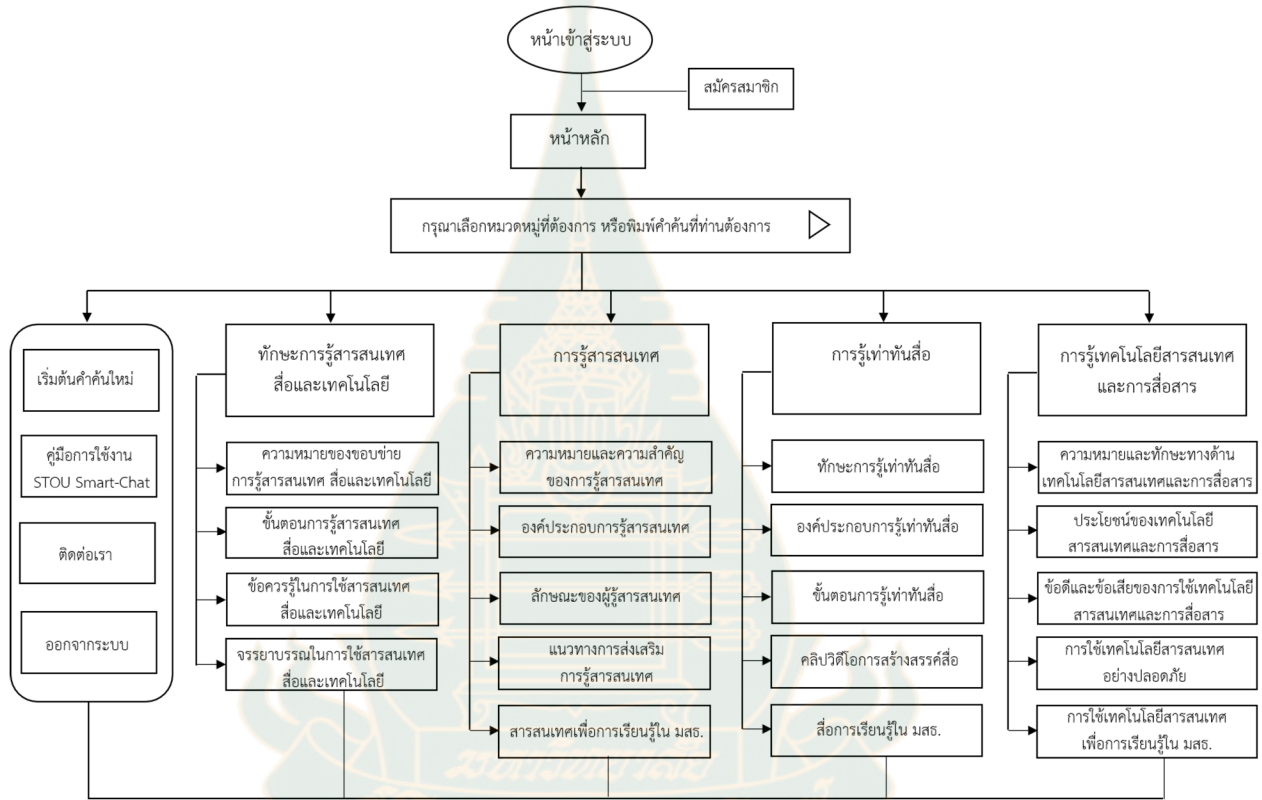 หน้าเข้าสู่ระบบ
สมัครสมาชิก
หน้าหลัก
กรุณาเลือกหมวดหมู่ที่ต้องการ หรือพิมพ์คำค้นที่ท่านต้องการ
เริ่มต้นคำค้นใหม่
คู่มือการใช้งาน
STOU Smart-Chat
ติดต่อเรา
ออกจากระบบ
ทักษะการรู้สารสนเทศ
สื่อและเทคโนโลยี
ความหมายของขอบข่าย
การรู้สารสนเทศ สื่อและเทคโนโลยี
ขั้นตอนการรู้สารสนเทศ
สื่อและเทคโนโลยี
ข้อควรรู้ในการใช้สารสนเทศ
สื่อและเทคโนโลยี
จรรยาบรรณในการใช้สารสนเทศ
สื่อและเทคโนโลยี
การรู้สารสนเทศ
ความหมายและความสำคัญ
ของการรู้สารสนเทศ
องค์ประกอบการรู้สารสนเทศ
ลักษณะของผู้รู้สารสนเทศ
แนวทางการส่งเสริม
การรู้สารสนเทศ
สารสนเทศเพื่อการเรียนรู้ใน มสธ.
การรู้เท่าทันสื่อ
ทักษะการรู้เท่าทันสื่อ
องค์ประกอบการรู้เท่าทันสื่อ
ขั้นตอนการรู้เท่าทันสื่อ
คลิปวิดีโอการสร้างสรรค์สื่อ
สื่อการเรียนรู้ใน มสธ.
การรู้เทคโนโลยีสารสนเทศ
และการสื่อสาร
ความหมายและทักษะทางด้าน
เทคโนโลยีสารสนเทศและการสื่อสาร
ประโยชน์ของเทคโนโลยี
สารสนเทศและการสื่อสาร
ข้อดีและข้อเสียของการใช้เทคโนโลยี
สารสนเทศและการสื่อสาร
การใช้เทคโนโลยีสารสนเทศ
อย่างปลอดภัย
การใช้เทคโนโลยีสารสนเทศ
เพื่อการเรียนรู้ใน มสธ.